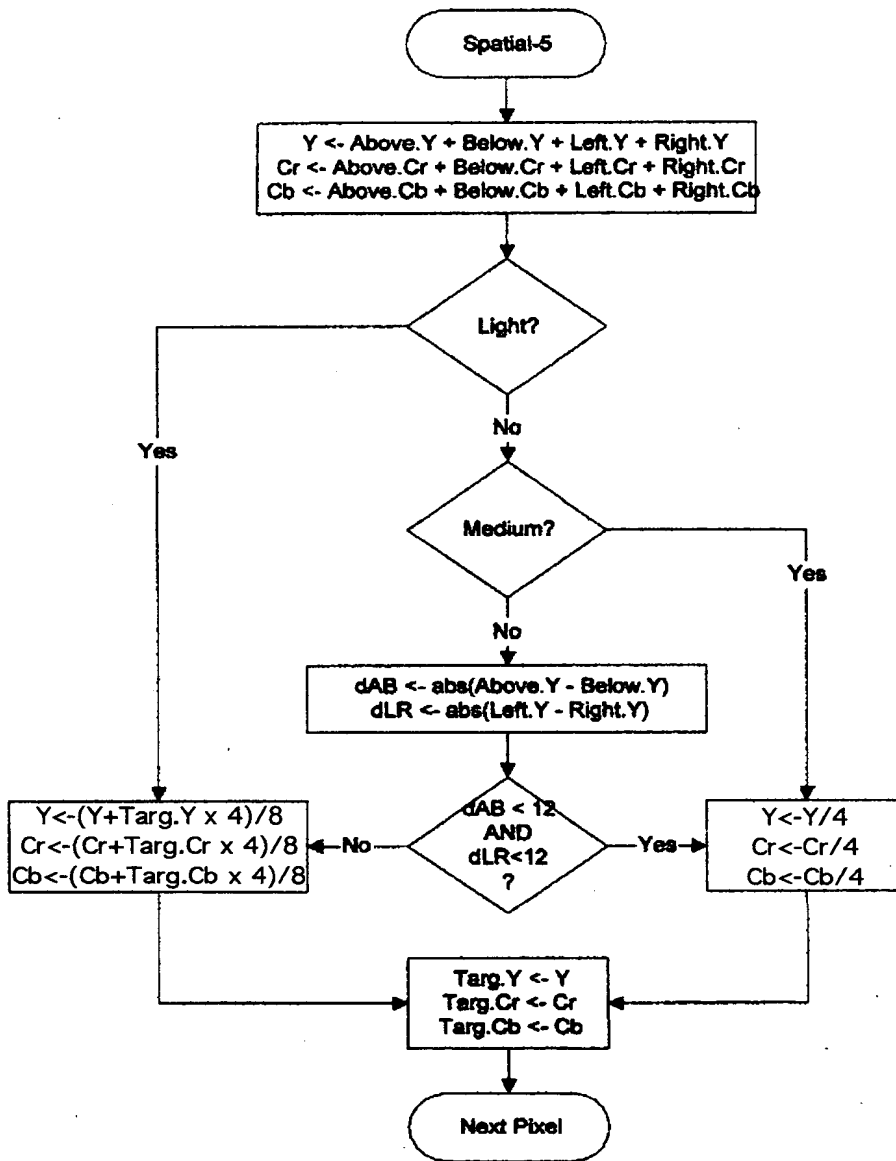 Spatial-5
Y <- Above.Y + Below.Y + Left.Y + Right.Y
Cr <- Above.Cr + Below.Cr + Left.Cr + Right.Cr
Cb <- Above.Cb + Below.Cb + Left.Cb + Right.Cb
Light?
Yes
No
Medium?
Yes
No
dAB <- abs(Above.Y - Below.Y)
dLR <- abs(Left.Y - Right.Y)
Y<-(Y+Targ.Y x 4)/8
Cr<-(Cr+Targ.Cr x 4)/8
Cb<-(Cb+Targ.Cb x 4)/8
No
dAB < 12
AND
dLR<12
?
Yes
Y<-Y/4
Cr<-Cr/4
Cb<-Cb/4
Targ.Y <- Y
Targ.Cr <- Cr
Targ.Cb <- Cb
Next Pixel